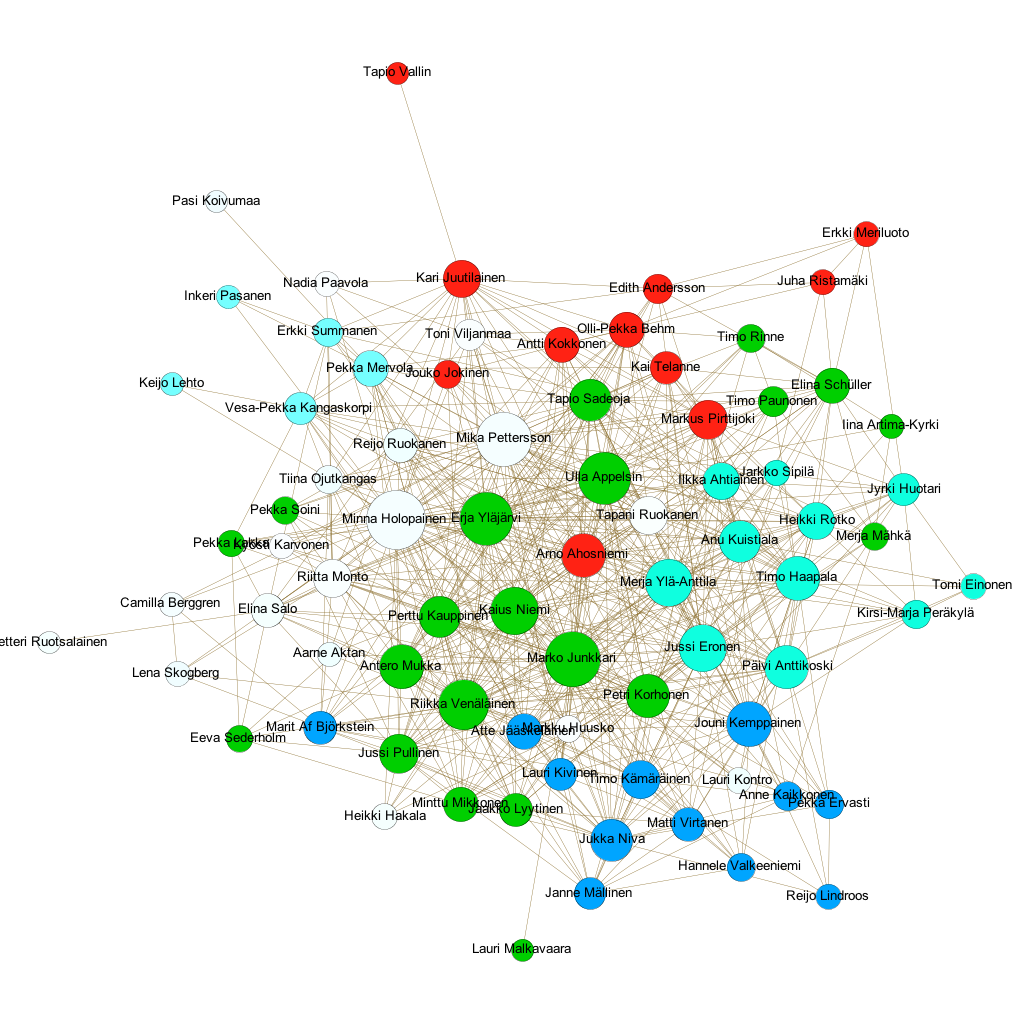 Tapio Vallin
Pasi Koivumaa
Erkki Meriluoto
Nadia Paavola
Kari Juutilainen
Juha Ristamäki
Edith Andersson
Inkeri Pasanen
Erkki Summanen
Toni Viljanmaa
Olli-Pekka Behm
Antti Kokkonen
Timo Rinne
Pekka Mervola
Jouko Jokinen
Kai Telanne
Keijo Lehto
Elina Schüller
Tapio Sadeoja
Timo Paunonen
Vesa-Pekka Kangaskorpi
Markus Pirttijoki
Iina Artima-Kyrki
Reijo Ruokanen
Mika Pettersson
Tiina Ojutkangas
Ulla Appelsin
Ilkka Ahtiainen
Jarkko Sipilä
Jyrki Huotari
Pekka Soini
Minna Holopainen
Erja Yläjärvi
Tapani Ruokanen
Heikki Rotko
Merja Mähkä
Pekka Lakka
Kyösti Karvonen
Anu Kuistiala
Arno Ahosniemi
Riitta Monto
Merja Ylä-Anttila
Timo Haapala
Tomi Einonen
Camilla Berggren
Elina Salo
Perttu Kauppinen
Kaius Niemi
Kirsi-Marja Peräkylä
etteri Ruotsalainen
Aarne Aktan
Jussi Eronen
Lena Skogberg
Antero Mukka
Marko Junkkari
Päivi Anttikoski
Riikka Venäläinen
Petri Korhonen
Marit Af Björkstein
Atte Jääskeläinen
Markku Huusko
Jouni Kemppainen
Eeva Sederholm
Jussi Pullinen
Lauri Kivinen
Timo Kämäräinen
Lauri Kontro
Anne Kaikkonen
Pekka Ervasti
Minttu Mikkonen
Jaakko Lyytinen
Heikki Hakala
Matti Virtanen
Jukka Niva
Hannele Valkeeniemi
Janne Mällinen
Reijo Lindroos
Lauri Malkavaara